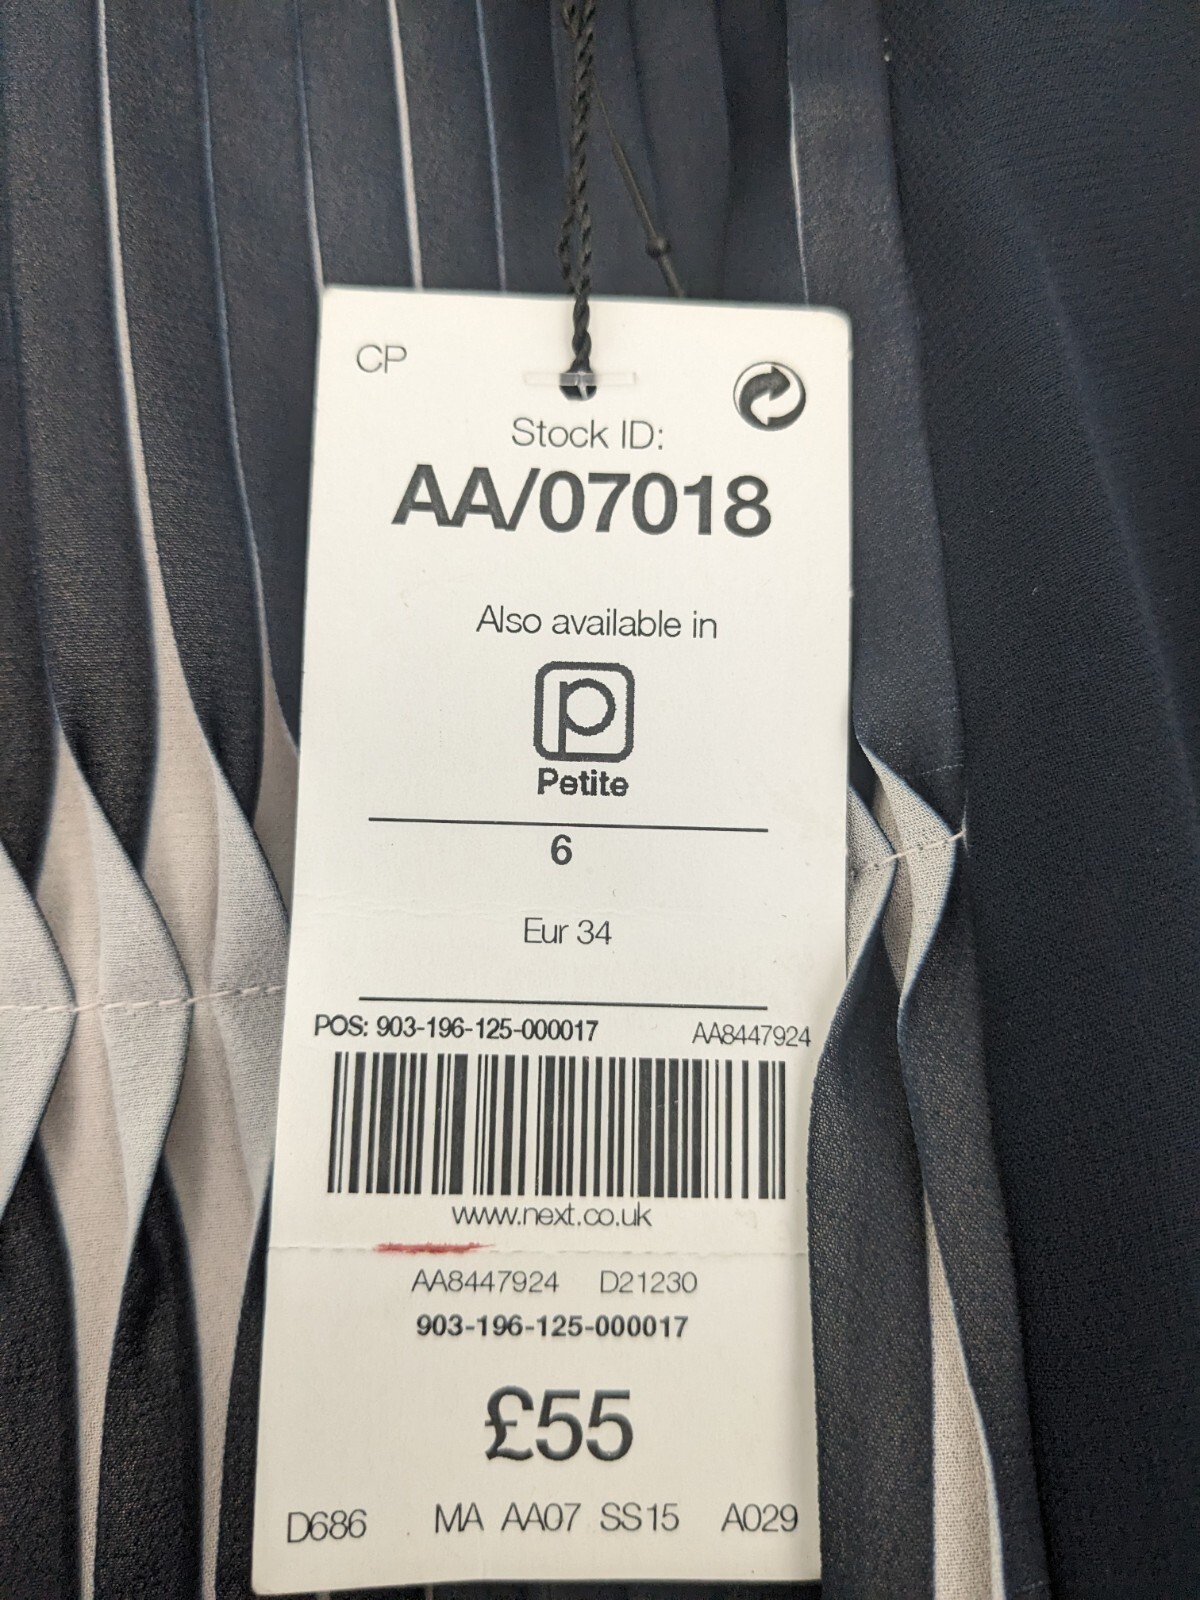 CP
Stock ID:
AA/07018
Also available in
p
Petite
6
Eur 34
POS: 903-196-125-000017 AA8447924
www.next.co.uk
AA8447924 D21230
903-196-125-000017
£55
D686 MA AA07 SS15 A029